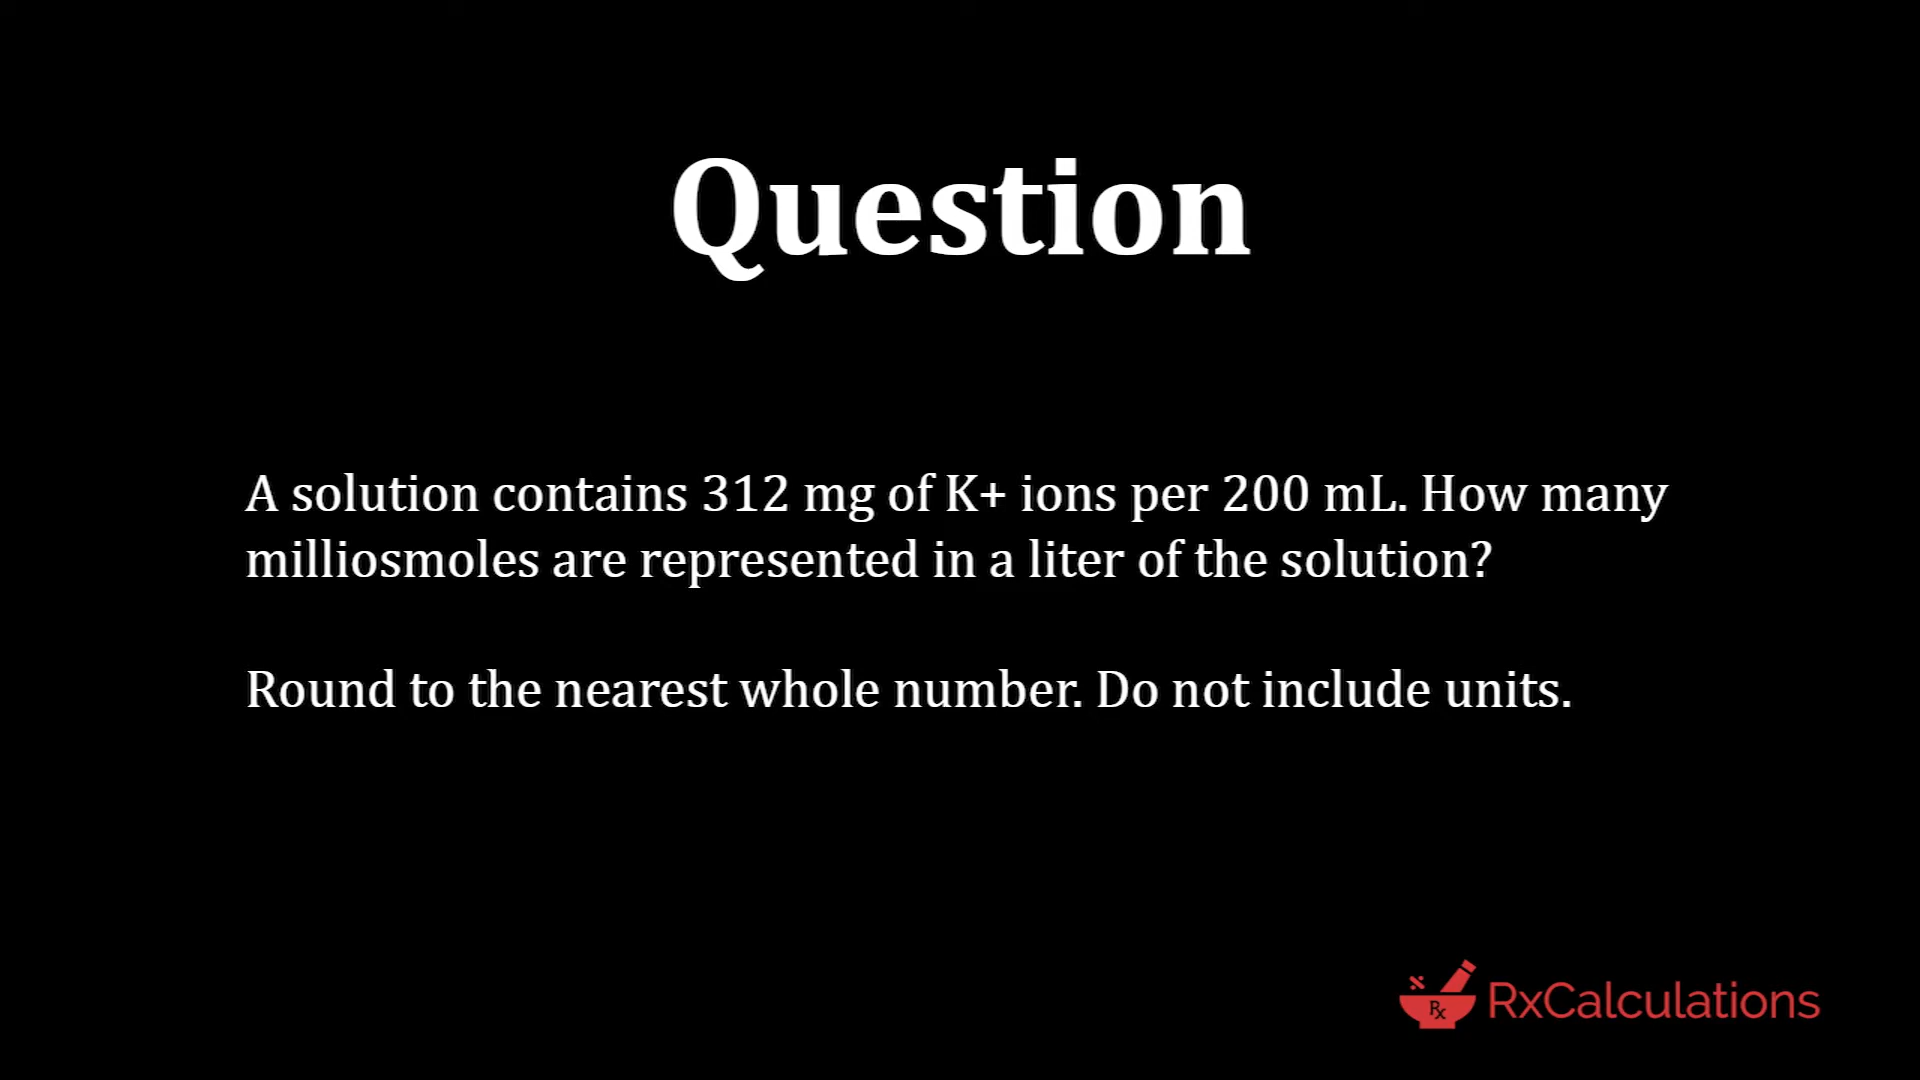 Question
A solution contains 312 mg of K+ ions per 200 mL. How many
milliosmoles are represented in a liter of the solution?
Round to the nearest whole number. Do not include units.
Rx
RxCalculations